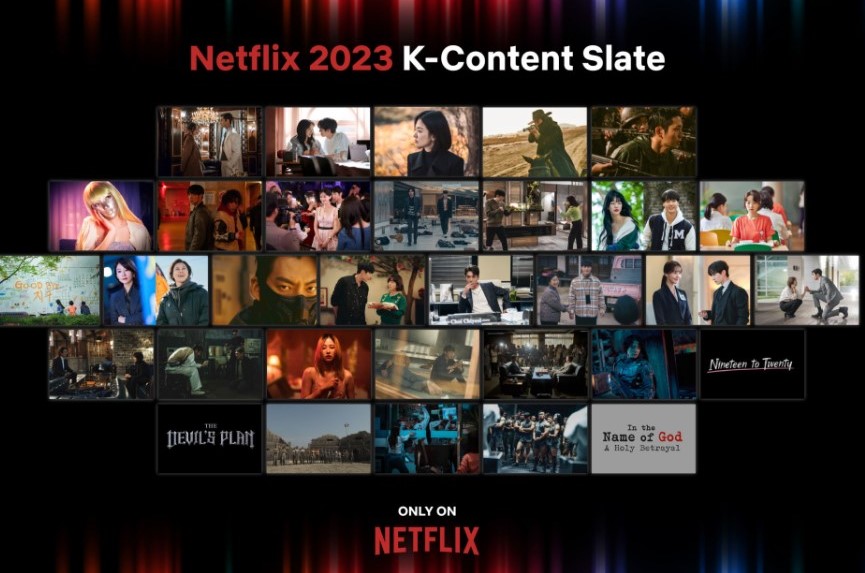 Netflix 2023 K-Content Slate
M
Nineteen to Twenty
THE
DEVIL'S PLAN
In the
Name of God
A Holy Betrayal
ONLY ON
NETFLIX